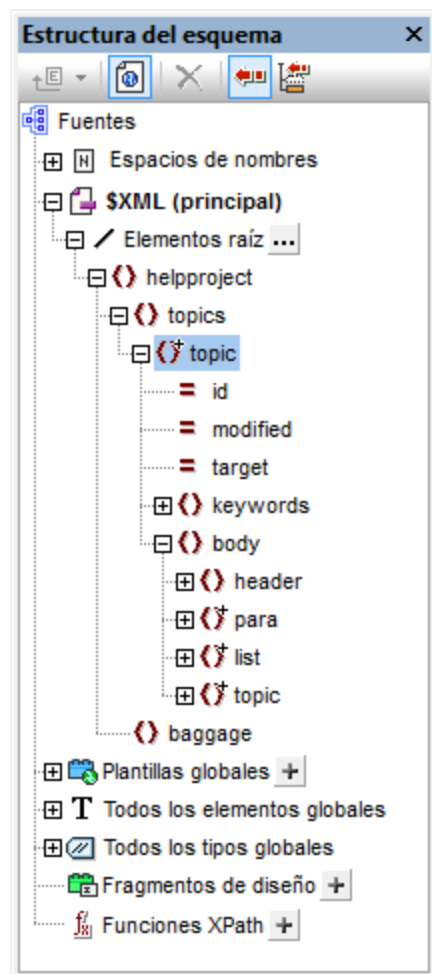 Estructura del esquema
Fuentes
Espacios de nombres
$XML (principal)
Elementos raíz ...
helpproject
topics
topic
id
modified
target
keywords
body
header
para
list
topic
baggage
Plantillas globales
Todos los elementos globales
Todos los tipos globales
Fragmentos de diseño
Funciones XPath